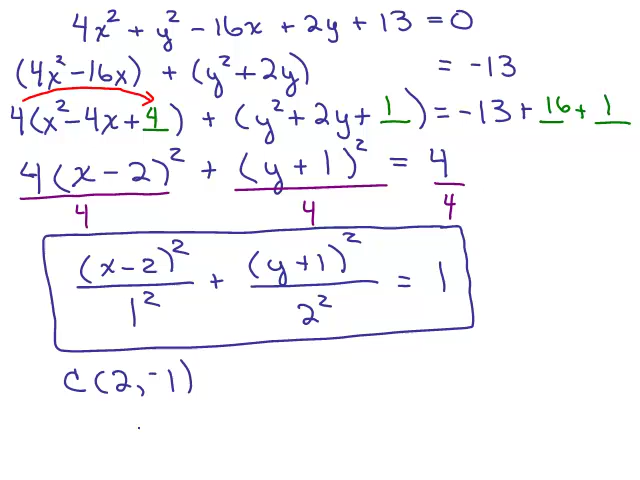 4x² + y² - 16x + 2y + 13 = 0
(4x² - 16x) + (y² + 2y) = -13
4(x² - 4x + 4) + (y² + 2y + 1) = -13 + 16 + 1
4(x - 2)²/4 + (y + 1)²/4 = 4/4
(x - 2)²/1² + (y + 1)²/2² = 1
C(2, -1)